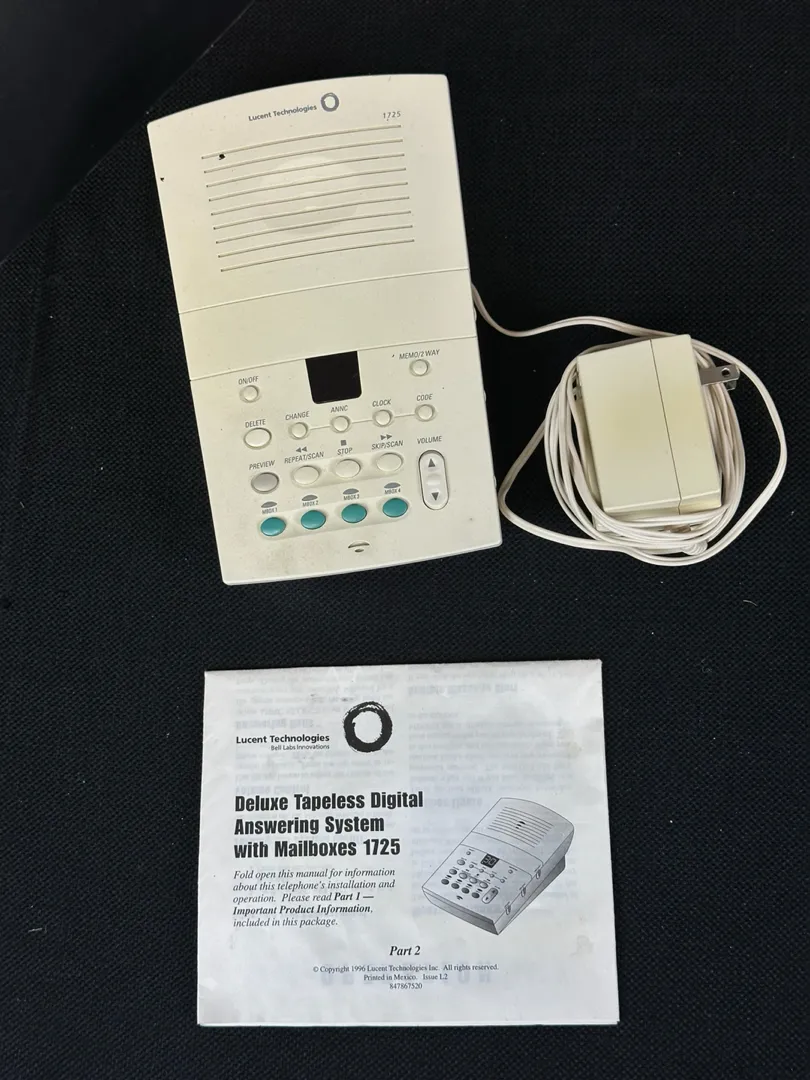 Lucent Technologies
1725
ON/OFF
MEMO/2 WAY
DELETE
CHANGE
ANNC
CLOCK
CODE
PREVIEW
REPEAT/SCAN
STOP
SKIP/SCAN
VOLUME
MBOX 1
MBOX 2
MBOX 3
MBOX 4
Lucent Technologies
Bell Labs Innovations
Deluxe Tapeless Digital
Answering System
with Mailboxes 1725
Fold open this manual for information
about this telephone's installation and
operation. Please read Part 1 —
Important Product Information,
included in this package.
Part 2
© Copyright 1996 Lucent Technologies Inc. All rights reserved.
Printed in Mexico. Issue L2
847867520